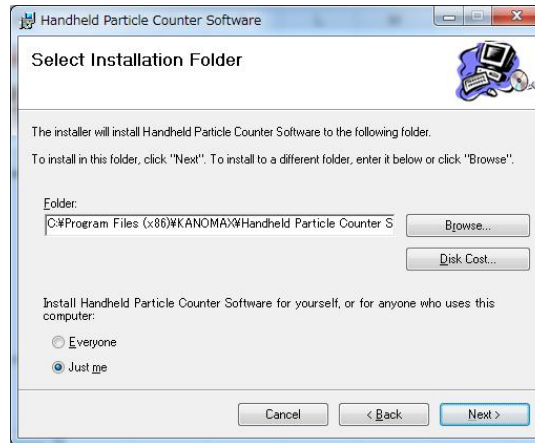 Handheld Particle Counter Software
Select Installation Folder
The installer will install Handheld Particle Counter Software to the following folder.
To install in this folder, click "Next". To install to a different folder, enter it below or click "Browse".
Folder:
C:¥Program Files (x86)¥KANOMAX¥Handheld Particle Counter S
Browse...
Disk Cost...
Install Handheld Particle Counter Software for yourself, or for anyone who uses this
computer:
Everyone
Just me
Cancel
< Back
Next >